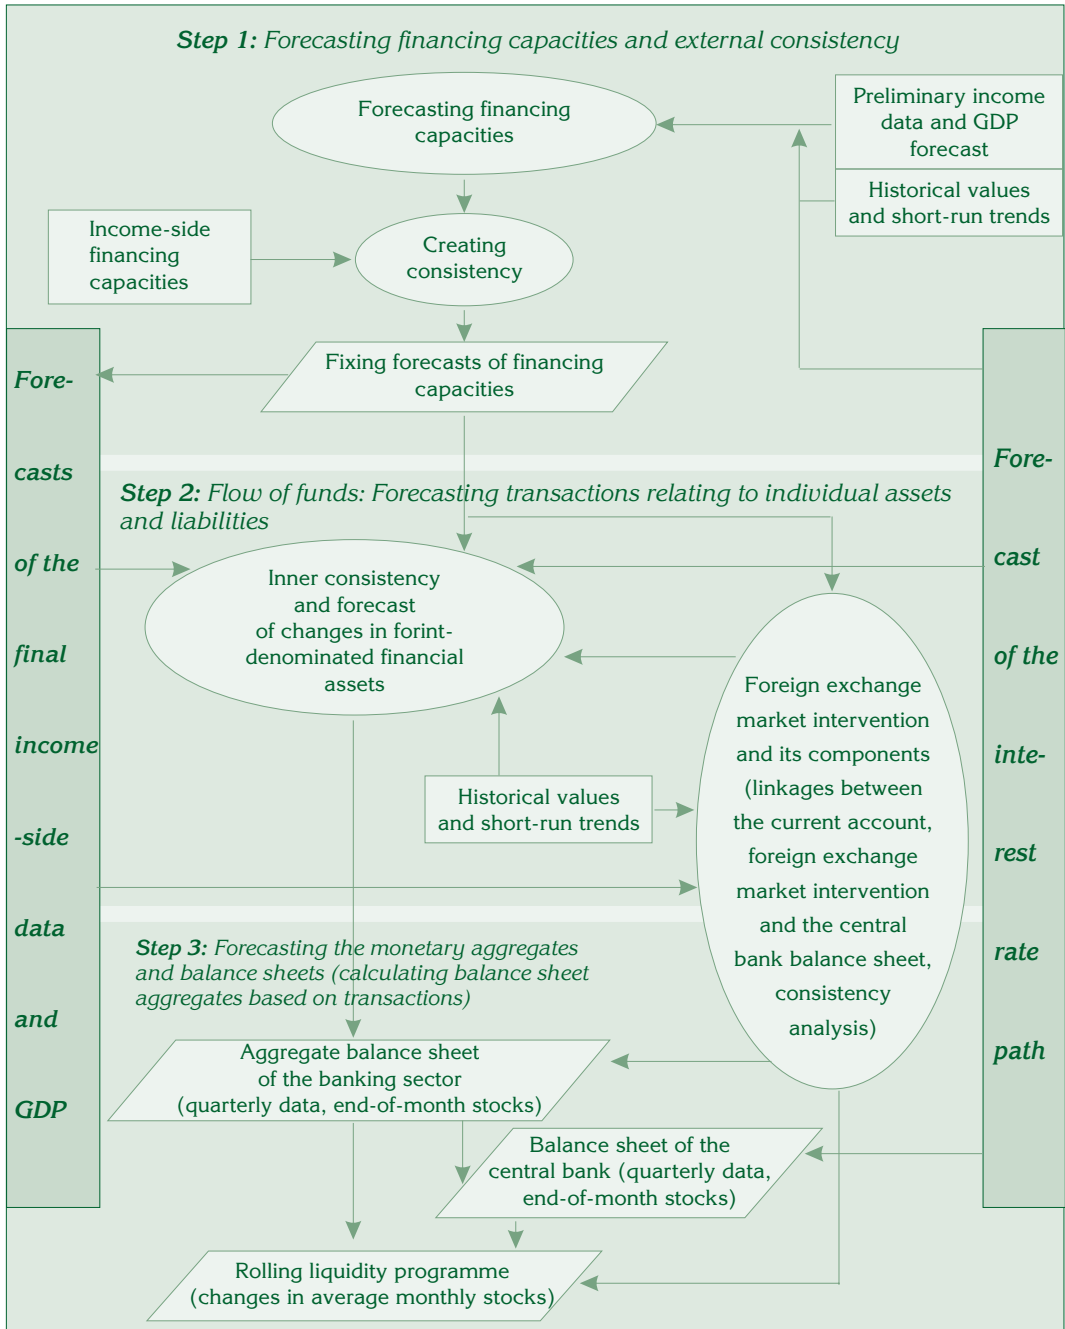 Step 1: Forecasting financing capacities and external consistency
Forecasting financing
capacities
Preliminary income
data and GDP
forecast
Historical values
and short-run trends
Income-side
financing
capacities
Creating
consistency
Fixing forecasts of financing
capacities
Fore-
casts
of the
final
income
-side
data
and
GDP
Fore-
cast
of the
inte-
rest
rate
path
Step 2: Flow of funds: Forecasting transactions relating to individual assets
and liabilities
Inner consistency
and forecast
of changes in forint-
denominated financial
assets
Foreign exchange
market intervention
and its components
(linkages between
the current account,
foreign exchange
market intervention
and the central
bank balance sheet,
consistency
analysis)
Historical values
and short-run trends
Step 3: Forecasting the monetary aggregates
and balance sheets (calculating balance sheet
aggregates based on transactions)
Aggregate balance sheet
of the banking sector
(quarterly data, end-of-month stocks)
Balance sheet of the
central bank (quarterly data,
end-of-month stocks)
Rolling liquidity programme
(changes in average monthly stocks)